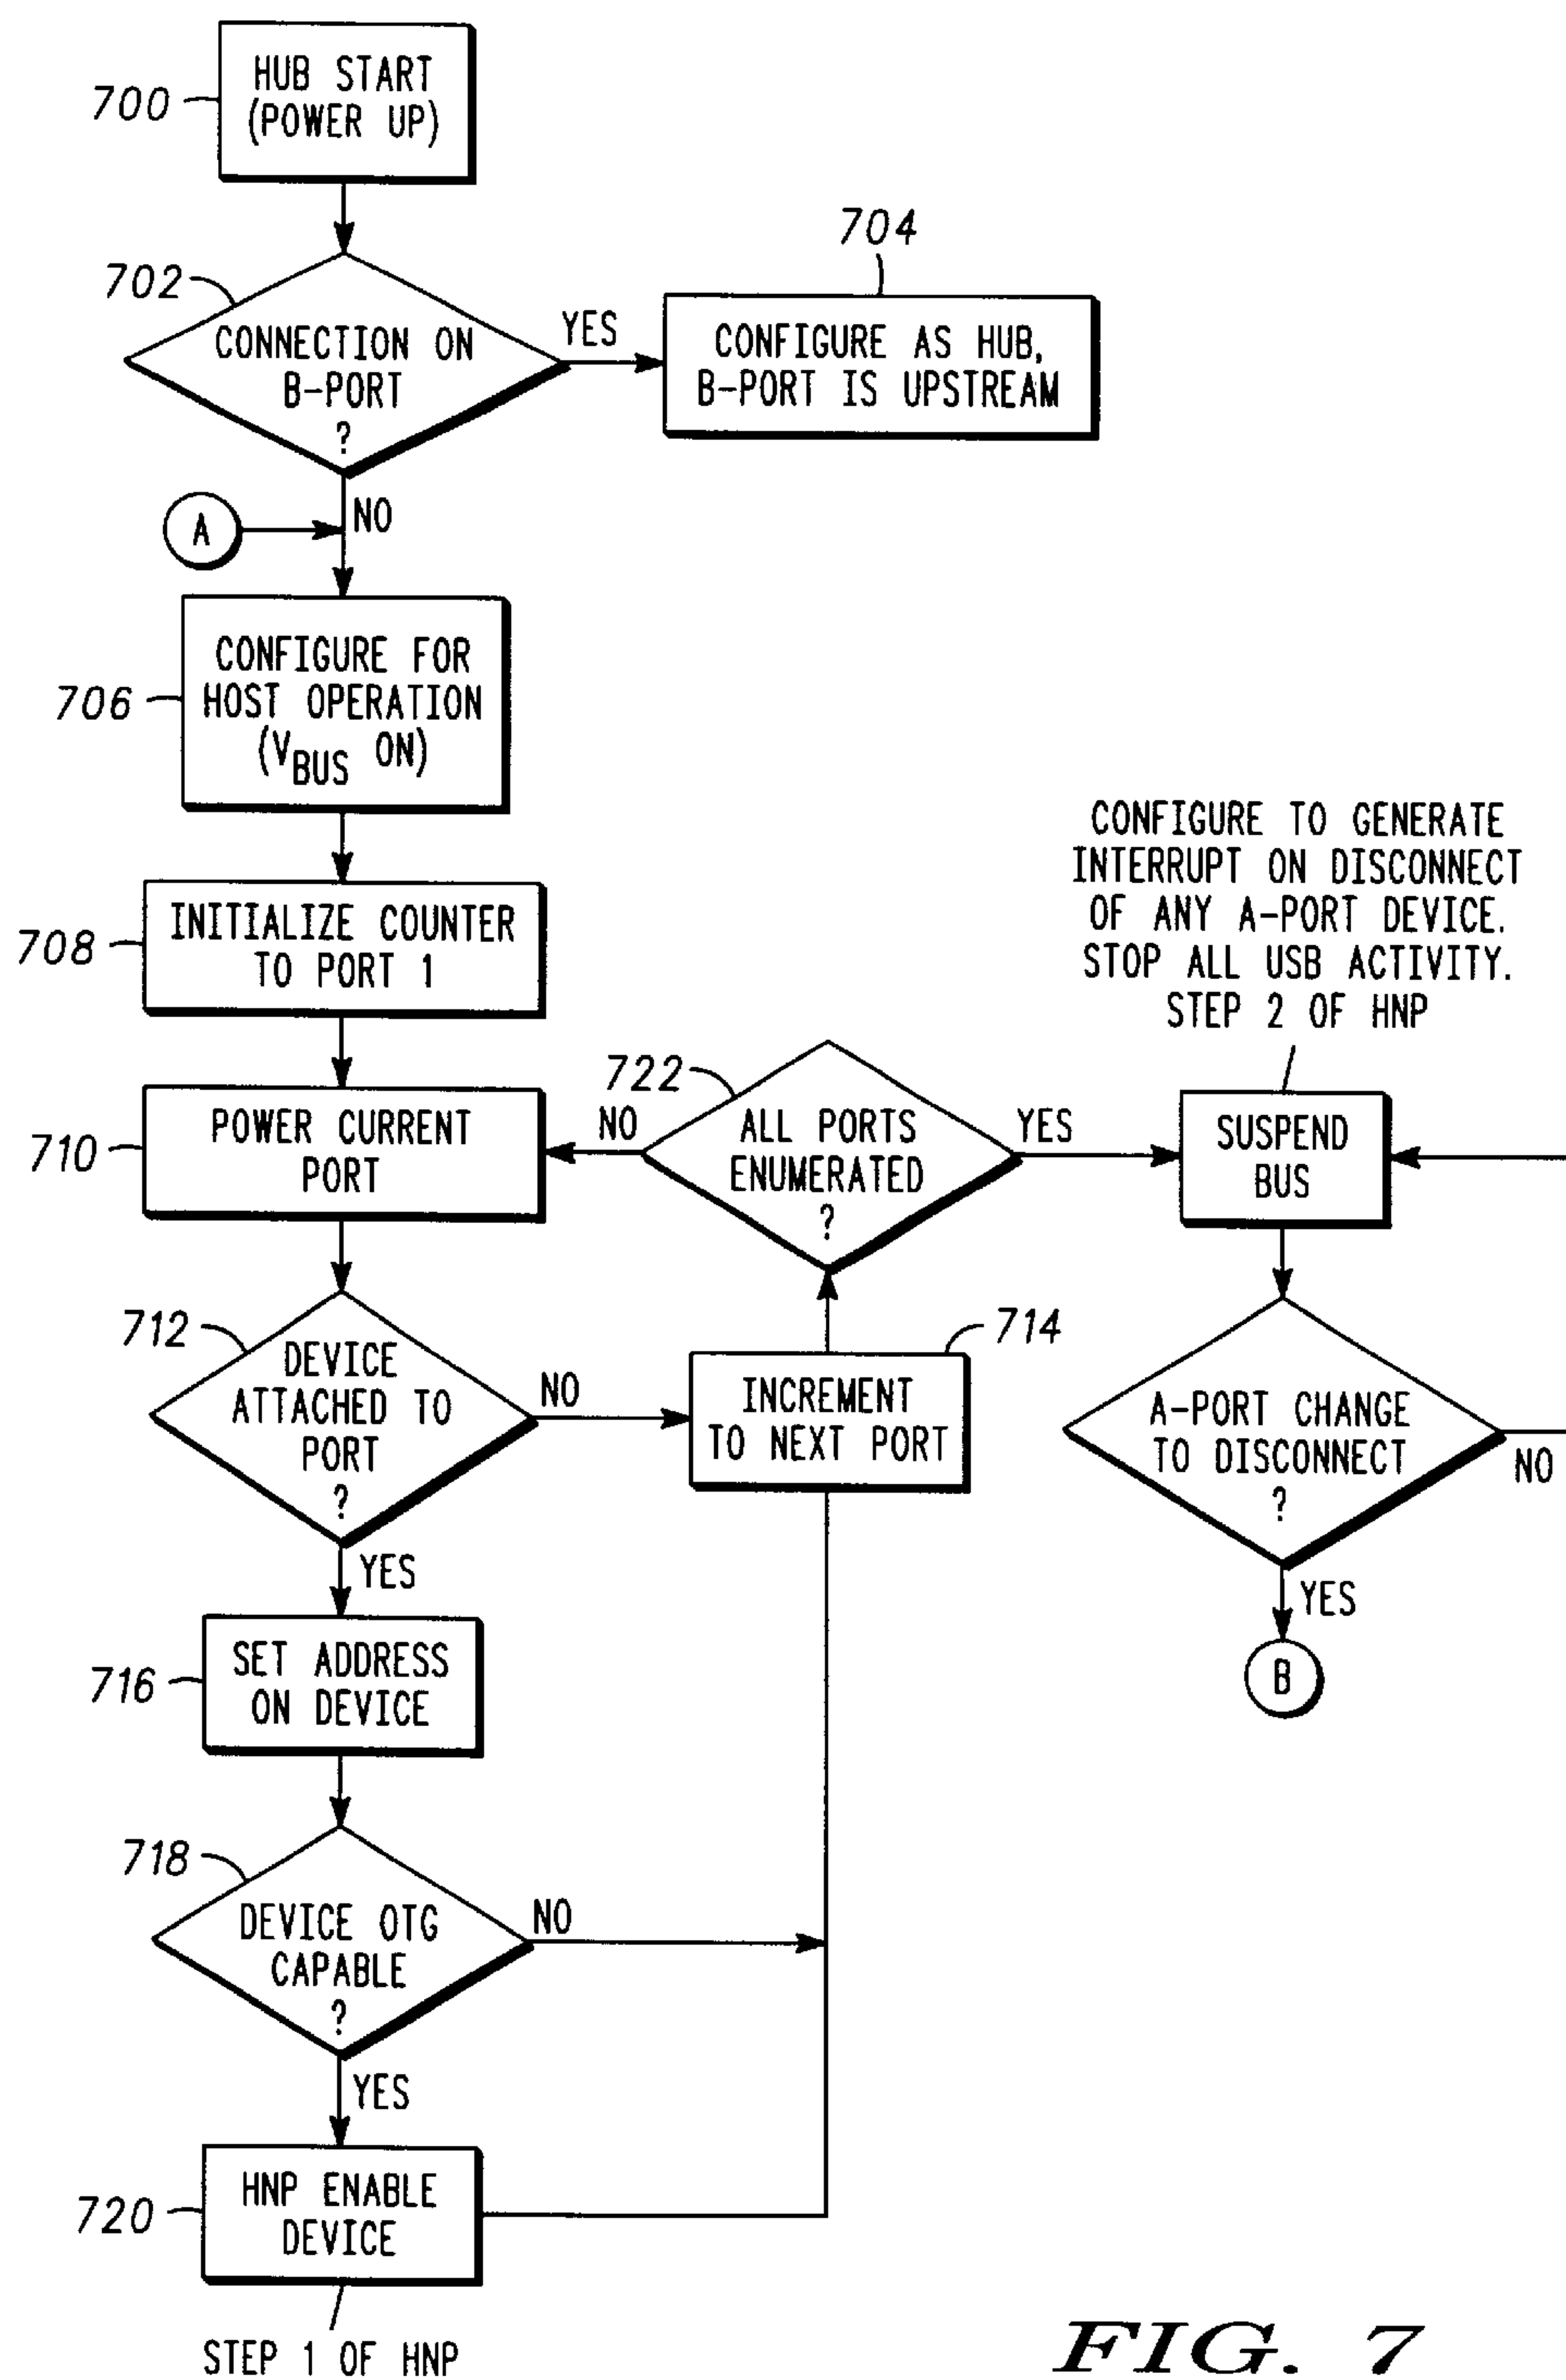 700
HUB START
(POWER UP)
702
CONNECTION ON
B-PORT
?
YES
704
CONFIGURE AS HUB,
B-PORT IS UPSTREAM
NO
A
706
CONFIGURE FOR
HOST OPERATION
(VBUS ON)
708
INITIALIZE COUNTER
TO PORT 1
710
POWER CURRENT
PORT
712
DEVICE
ATTACHED TO
PORT
?
NO
YES
714
INCREMENT
TO NEXT PORT
716
SET ADDRESS
ON DEVICE
718
DEVICE OTG
CAPABLE
?
NO
YES
720
HNP ENABLE
DEVICE
STEP 1 OF HNP
722
ALL PORTS
ENUMERATED
?
NO
YES
CONFIGURE TO GENERATE
INTERRUPT ON DISCONNECT
OF ANY A-PORT DEVICE.
STOP ALL USB ACTIVITY.
STEP 2 OF HNP
SUSPEND
BUS
A-PORT CHANGE
TO DISCONNECT
?
NO
YES
B
FIG. 7